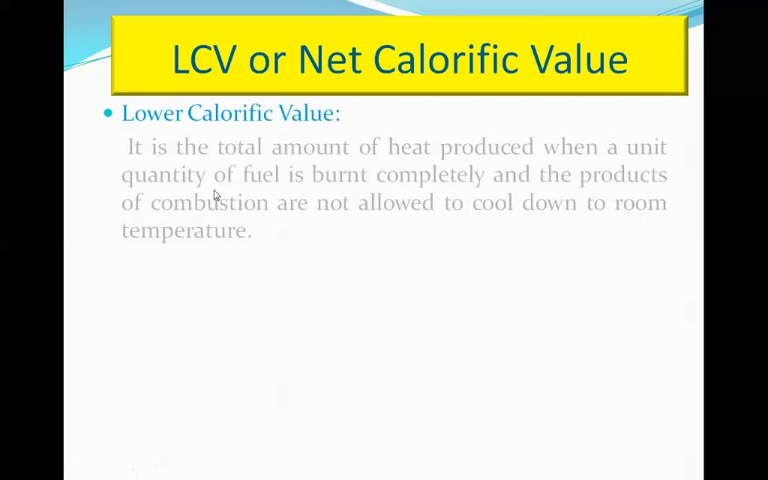 LCV or Net Calorific Value
Lower Calorific Value:
It is the total amount of heat produced when a unit
quantity of fuel is burnt completely and the products
of combustion are not allowed to cool down to room
temperature.